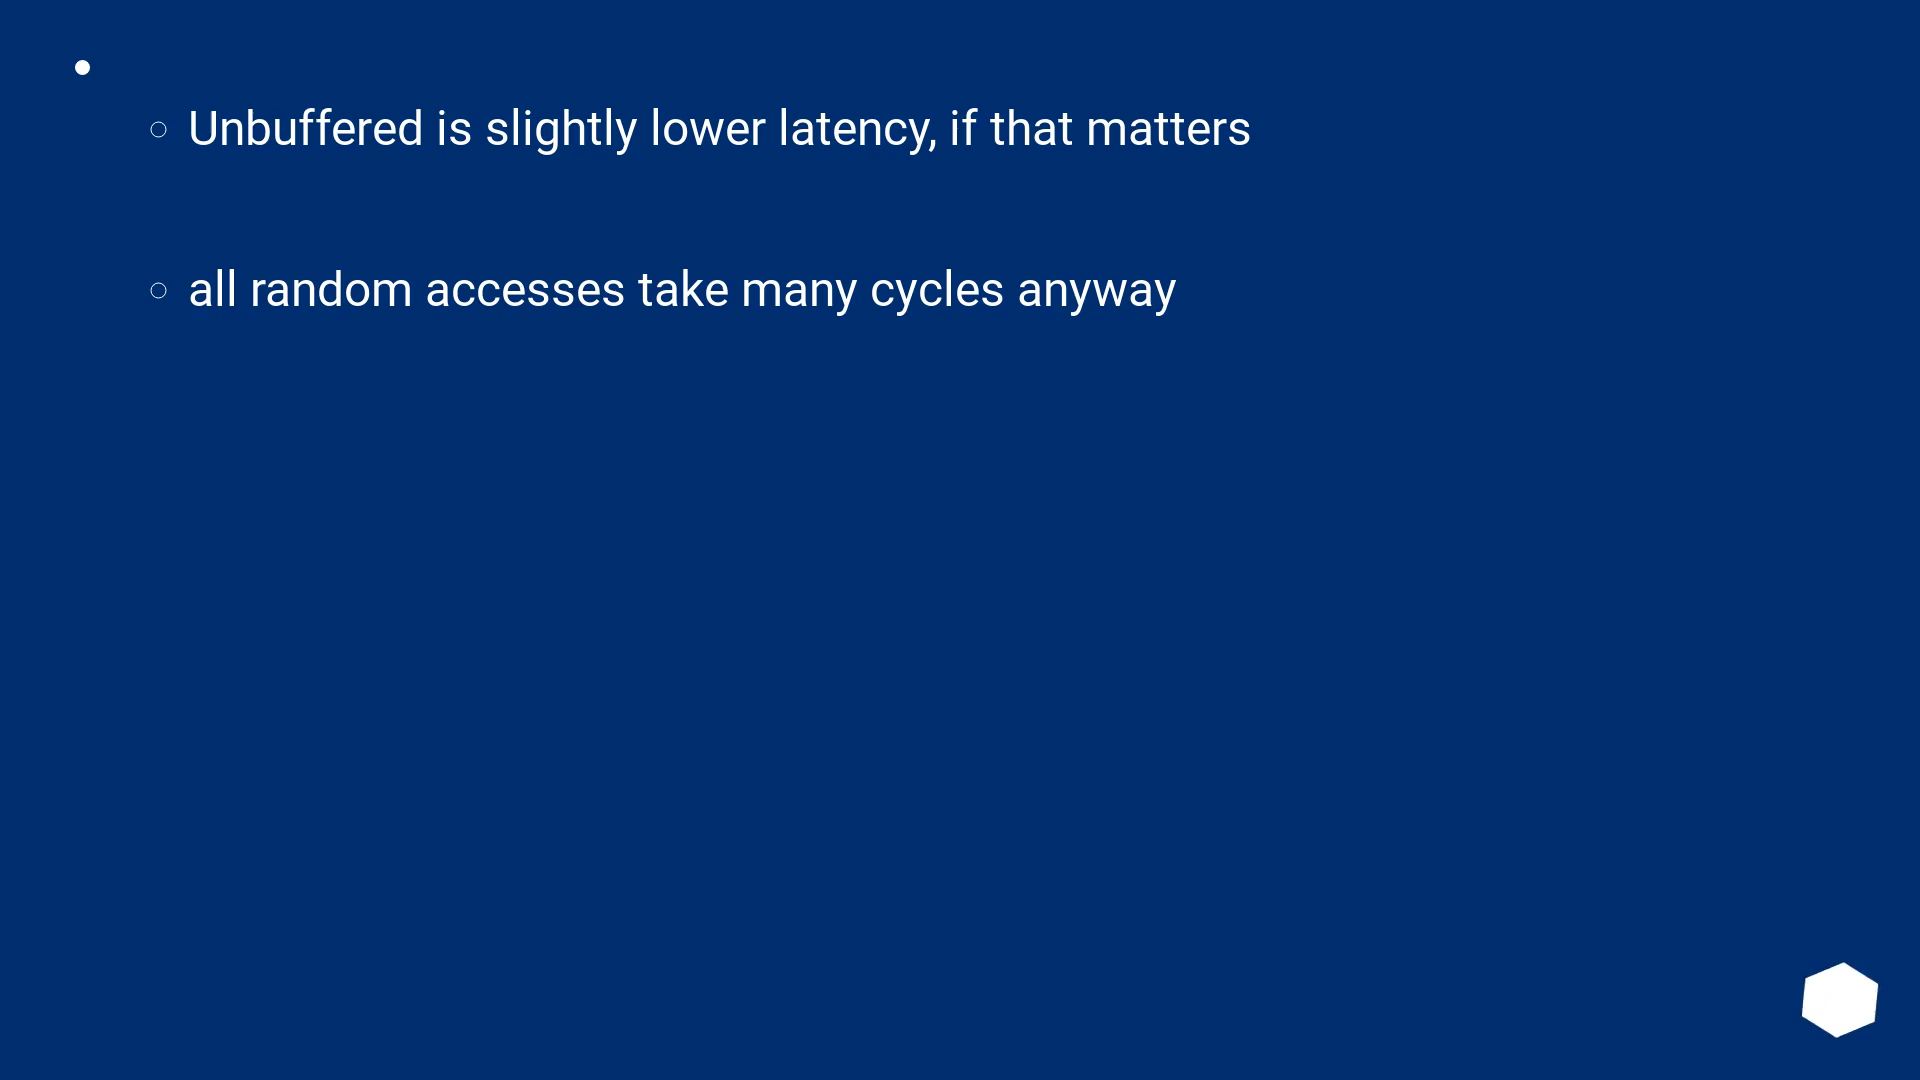 Unbuffered is slightly lower latency, if that matters
all random accesses take many cycles anyway